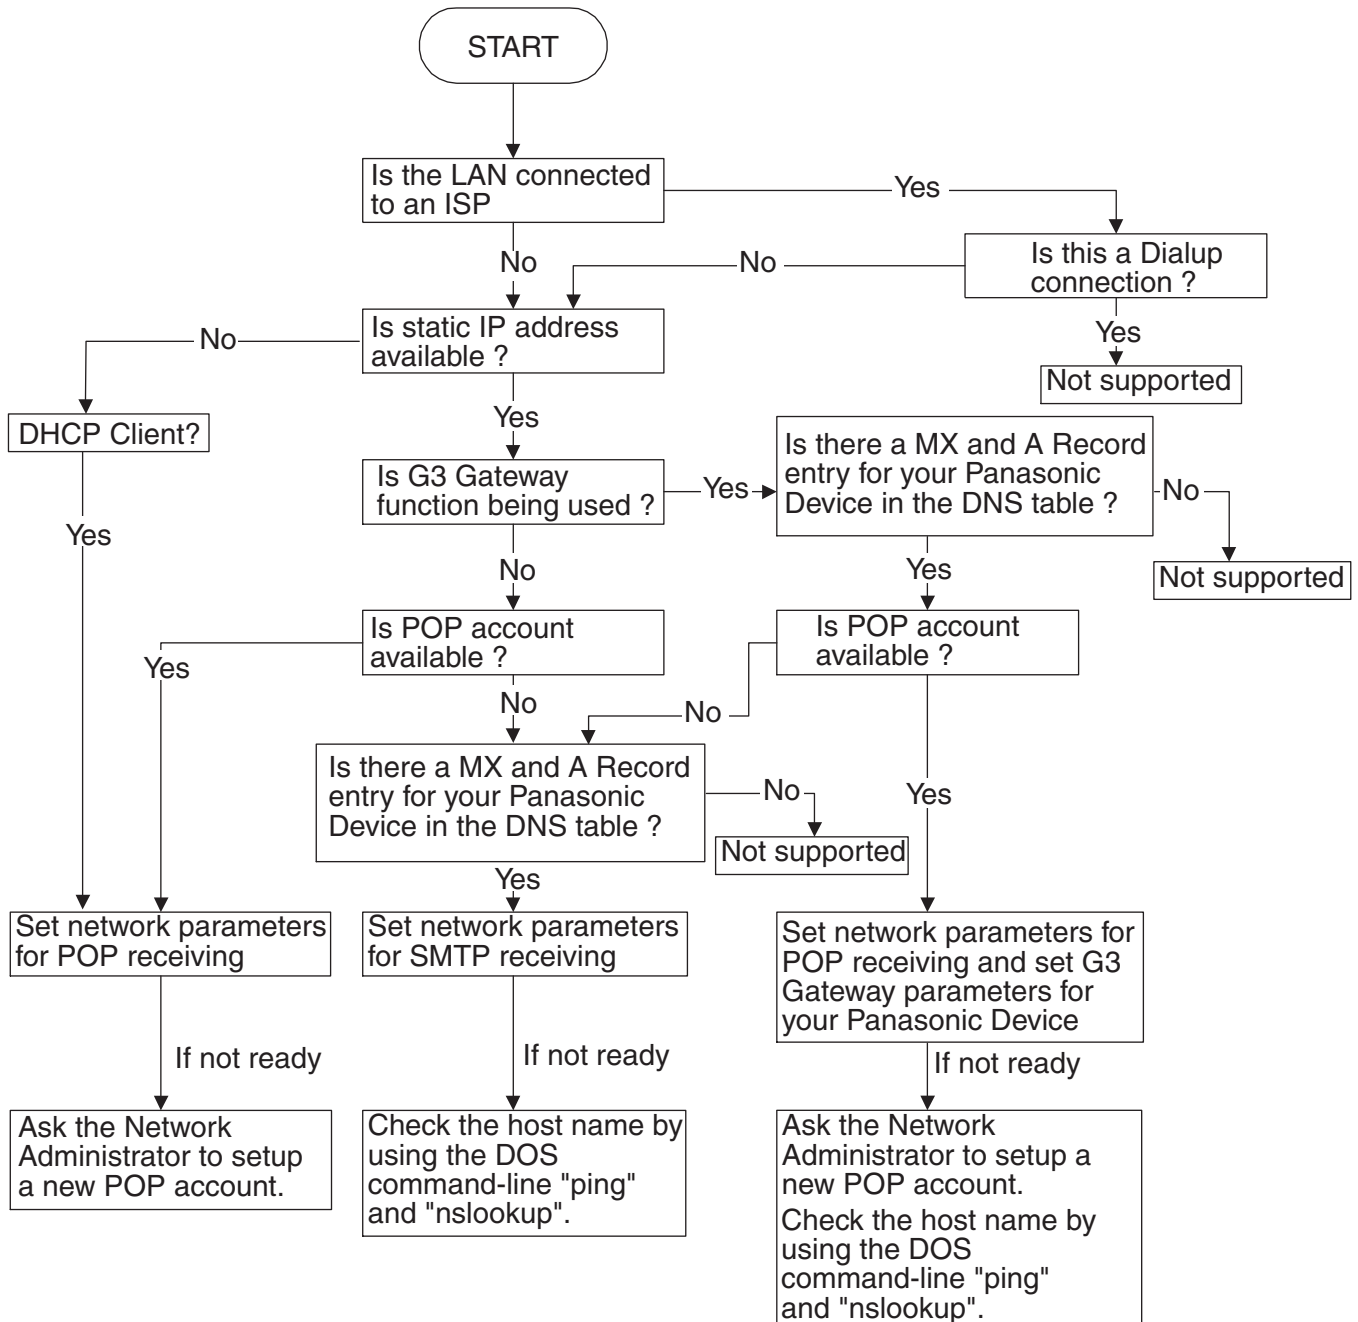 START
Is the LAN connected
to an ISP
Yes
No
No
Is this a Dialup
connection ?
Yes
Not supported
Is static IP address
available ?
No
DHCP Client?
Yes
Is there a MX and A Record
entry for your Panasonic
Device in the DNS table ?
Is G3 Gateway
function being used ?
Yes
No
Not supported
Yes
No
Yes
Is POP account
available ?
Is POP account
available ?
Yes
No
No
Is there a MX and A Record
entry for your Panasonic
Device in the DNS table ?
No
Not supported
Yes
Yes
Set network parameters
for POP receiving
Set network parameters
for SMTP receiving
Set network parameters for
POP receiving and set G3
Gateway parameters for
your Panasonic Device
If not ready
If not ready
If not ready
Ask the Network
Administrator to setup
a new POP account.
Check the host name by
using the DOS
command-line "ping"
and "nslookup".
Ask the Network
Administrator to setup a
new POP account.
Check the host name by
using the DOS
command-line "ping"
and "nslookup".